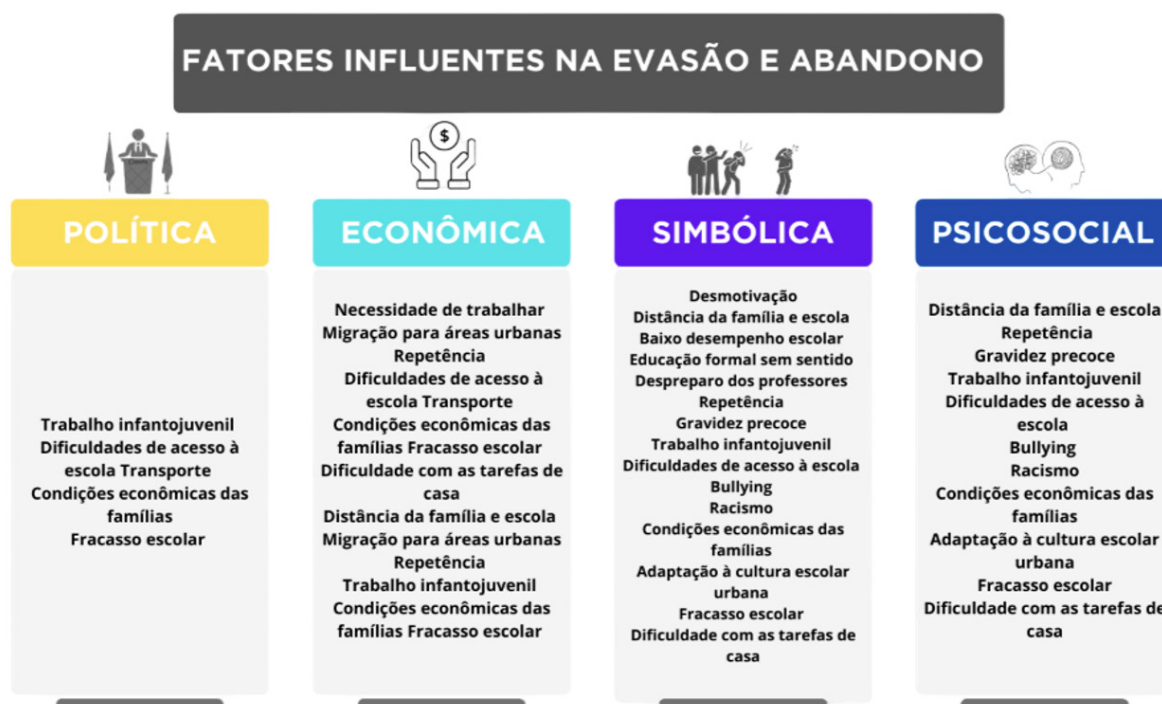 FATORES INFLUENTES NA EVASÃO E ABANDONO
POLÍTICA
Trabalho infantojuvenil
Dificuldades de acesso à
escola Transporte
Condições econômicas das
famílias
Fracasso escolar
ECONÔMICA
Necessidade de trabalhar
Migração para áreas urbanas
Repetência
Dificuldades de acesso à
escola Transporte
Condições econômicas das
famílias Fracasso escolar
Dificuldade com as tarefas de
casa
Distância da família e escola
Migração para áreas urbanas
Repetência
Trabalho infantojuvenil
Condições econômicas das
famílias Fracasso escolar
SIMBÓLICA
Desmotivação
Distância da família e escola
Baixo desempenho escolar
Educação formal sem sentido
Despreparo dos professores
Repetência
Gravidez precoce
Trabalho infantojuvenil
Dificuldades de acesso à escola
Bullying
Racismo
Condições econômicas das
famílias
Adaptação à cultura escolar
urbana
Fracasso escolar
Dificuldade com as tarefas de
casa
PSICOSOCIAL
Distância da família e escola
Repetência
Gravidez precoce
Trabalho infantojuvenil
Dificuldades de acesso à
escola
Bullying
Racismo
Condições econômicas das
famílias
Adaptação à cultura escolar
urbana
Fracasso escolar
Dificuldade com as tarefas de
casa